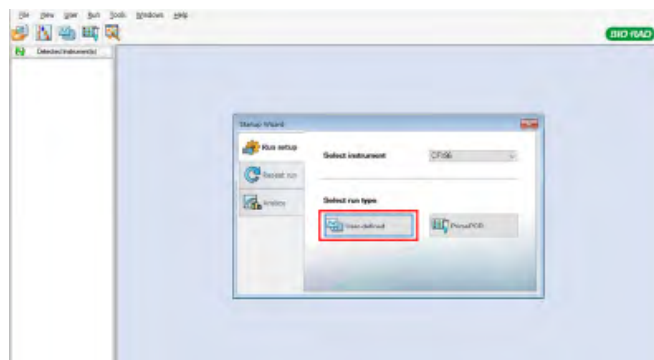 File View User Run Tools Windows Help
BIO RAD
Detected Instrument(s)
Startup Wizard
Run setup
Select instrument CFX96
Repeat run
Analyze
Select run type
User-defined PrimePCR